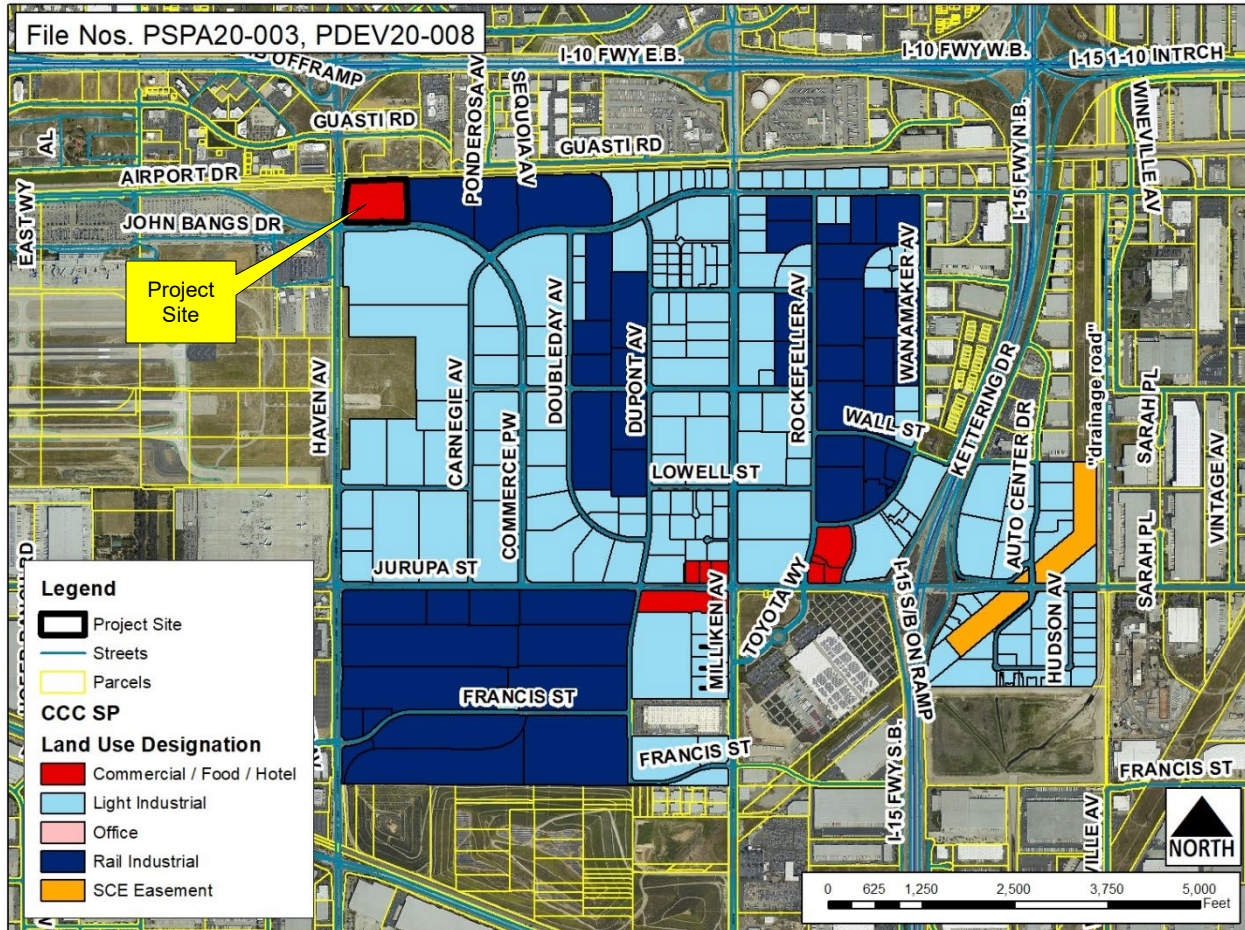 File Nos. PSPA20-003, PDEV20-008
OFFRAMP
I-10 FWY E.B.
I-10 FWY W.B.
I-15 1-10 INTRCH
PONDEROSA AV
SEQUOIA AV
GUASTI RD
GUASTI RD
I-15 FWY N.B.
WINEVILLE AV
AL
AIRPORT DR
EAST WY
JOHN BANGS DR
Project
Site
HAVEN AV
CARNEGIE AV
COMMERCE PW
DOUBLEDAY AV
DUPONT AV
ROCKEFELLER AV
WANAMAKER AV
WALL ST
KETTERING DR
AUTO CENTER DR
"drainage road"
SARAH PL
VINTAGE AV
LOWELL ST
JURUPA ST
MILLIKEN AV
TOYOTA WY
I-15 S/B ON RAMP
HUDSON AV
SARAH PL
FRANCIS ST
FRANCIS ST
I-15 FWY S.B.
FRANCIS ST
VILLE AV
Legend
Project Site
Streets
Parcels
CCC SP
Land Use Designation
Commercial / Food / Hotel
Light Industrial
Office
Rail Industrial
SCE Easement
NORTH
0 625 1,250 2,500 3,750 5,000
Feet